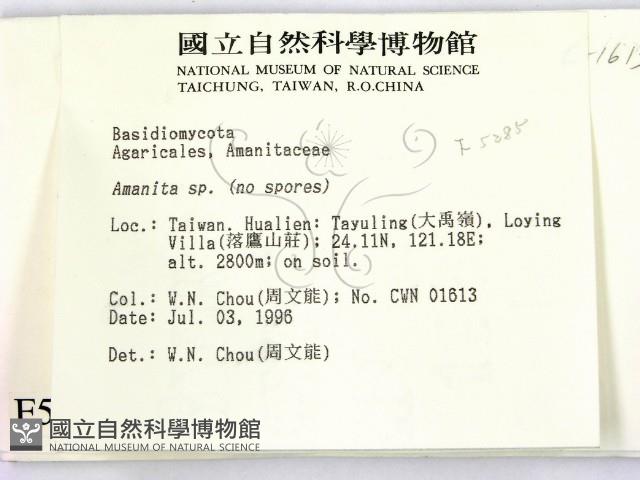 國立自然科學博物館
NATIONAL MUSEUM OF NATURAL SCIENCE
TAICHUNG, TAIWAN, R.O.CHINA
Basidiomycota
Agaricales, Amanitaceae
F5285
Amanita sp. (no spores)
Loc.: Taiwan. Hualien: Tayuling(大禹嶺), Loying
Villa(落鷹山莊); 24.11N, 121.18E;
alt. 2800m; on soil.
Col.: W.N. Chou(周文能); No. CWN 01613
Date: Jul. 03, 1996
Det.: W.N. Chou(周文能)
F5
國立自然科學博物館
NATIONAL MUSEUM OF NATURAL SCIENCE